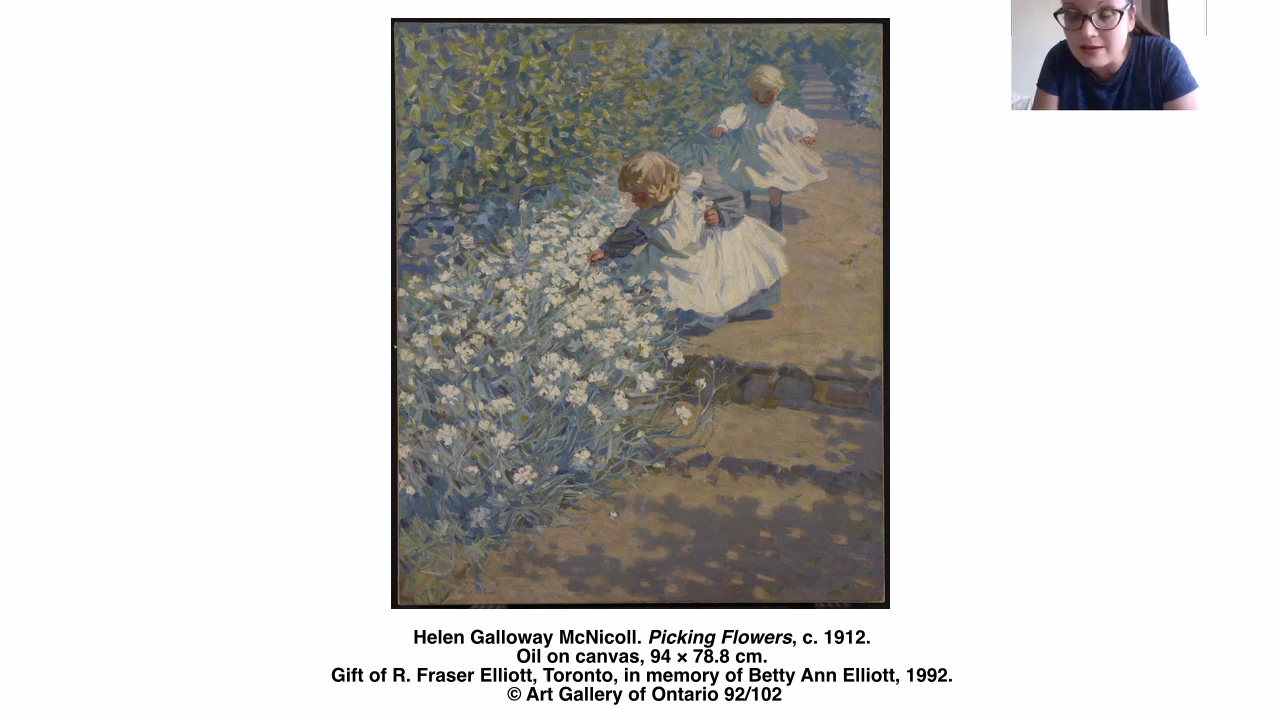 Helen Galloway McNicoll. Picking Flowers, c. 1912.
Oil on canvas, 94 × 78.8 cm.
Gift of R. Fraser Elliott, Toronto, in memory of Betty Ann Elliott, 1992.
© Art Gallery of Ontario 92/102